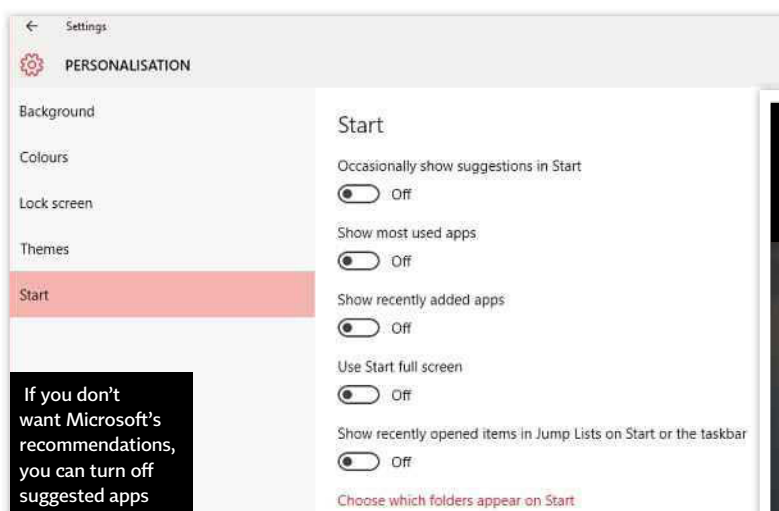 Settings
PERSONALISATION
Background
Colours
Lock screen
Themes
Start
Start
Occasionally show suggestions in Start
Off
Show most used apps
Off
Show recently added apps
Off
Use Start full screen
Off
Show recently opened items in Jump Lists on Start or the taskbar
Off
Choose which folders appear on Start
If you don't
want Microsoft's
recommendations,
you can turn off
suggested apps